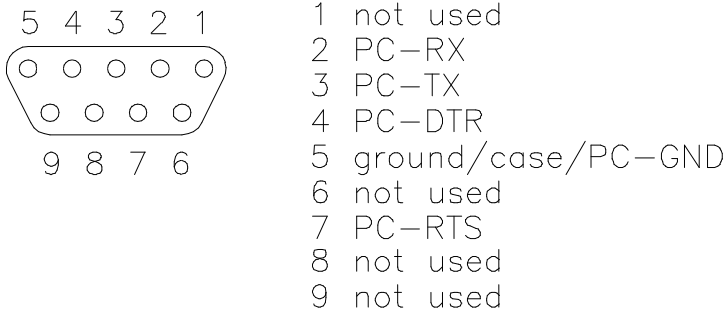 5 4 3 2 1
9 8 7 6
1 not used
2 PC-RX
3 PC-TX
4 PC-DTR
5 ground/case/PC-GND
6 not used
7 PC-RTS
8 not used
9 not used